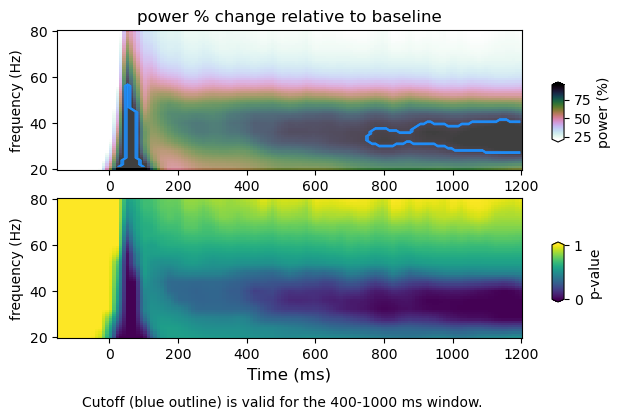 power % change relative to baseline
80
60
40
20
frequency (Hz)
0 200 400 600 800 1000 1200
75
50
25
power (%)
80
60
40
20
frequency (Hz)
0 200 400 600 800 1000 1200
Time (ms)
1
0
p-value
Cutoff (blue outline) is valid for the 400-1000 ms window.